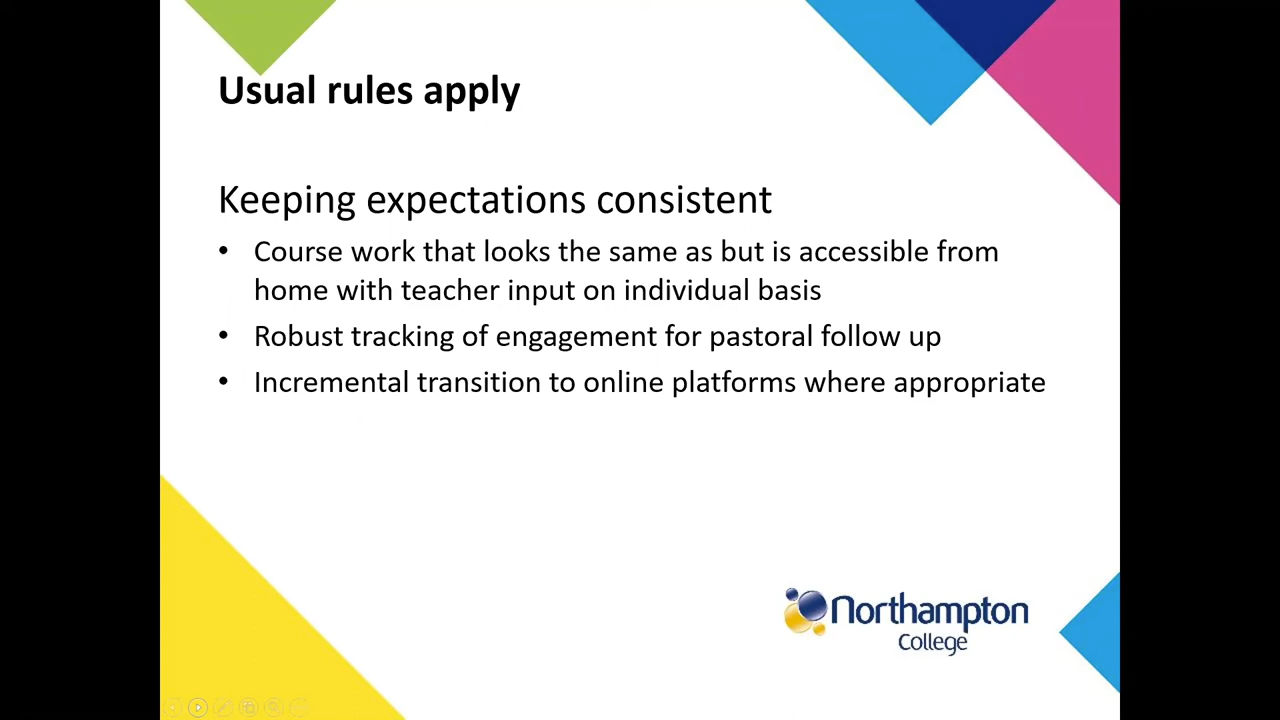 Usual rules apply
Keeping expectations consistent
• Course work that looks the same as but is accessible from
home with teacher input on individual basis
• Robust tracking of engagement for pastoral follow up
• Incremental transition to online platforms where appropriate
Northampton
College